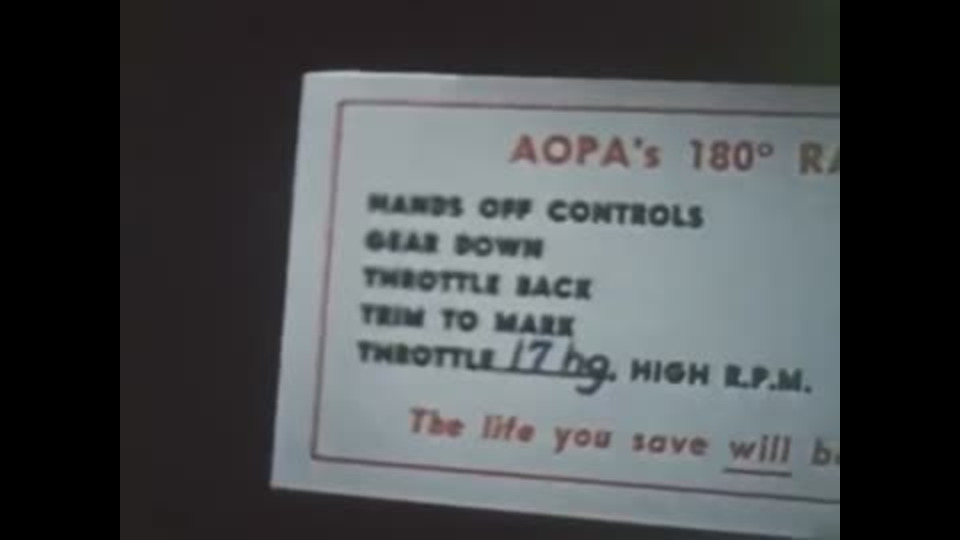 AOPA's 180° RA
HANDS OFF CONTROLS
GEAR DOWN
THROTTLE BACK
TRIM TO MARK
THROTTLE 17 hg. HIGH R.P.M.
The life you save will b